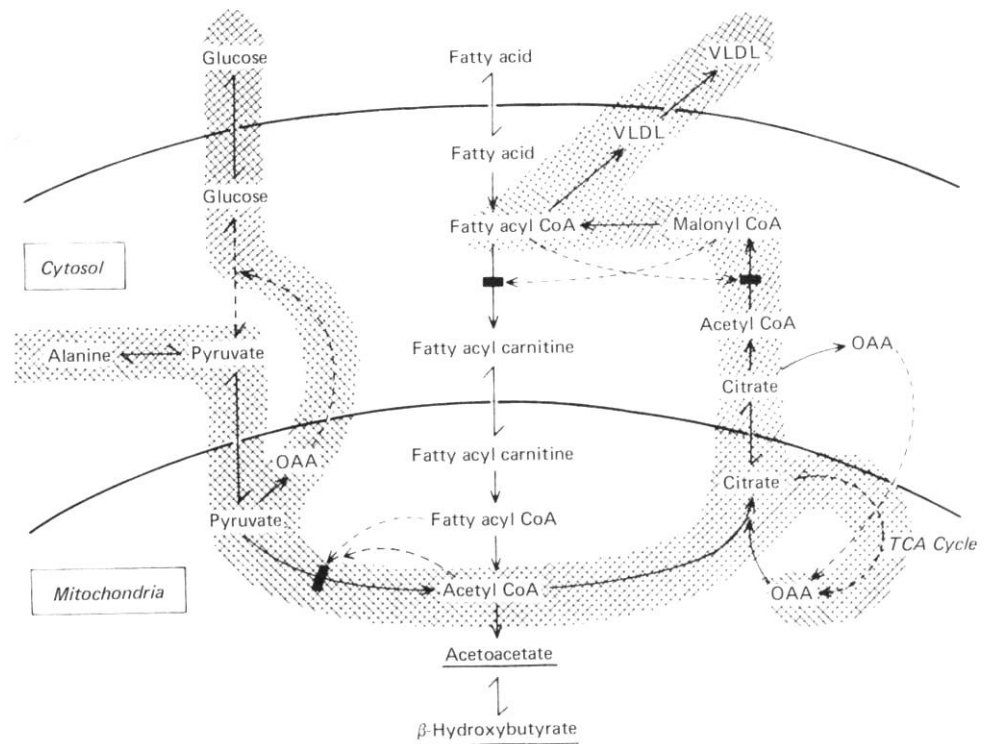 Glucose
Fatty acid
VLDL
VLDL
Fatty acid
Glucose
Fatty acyl CoA
Malonyl CoA
Cytosol
Acetyl CoA
Alanine
Pyruvate
Fatty acyl carnitine
OAA
Citrate
Fatty acyl carnitine
OAA
Citrate
Pyruvate
Fatty acyl CoA
TCA Cycle
Mitochondria
Acetyl CoA
OAA
Acetoacetate
β-Hydroxybutyrate